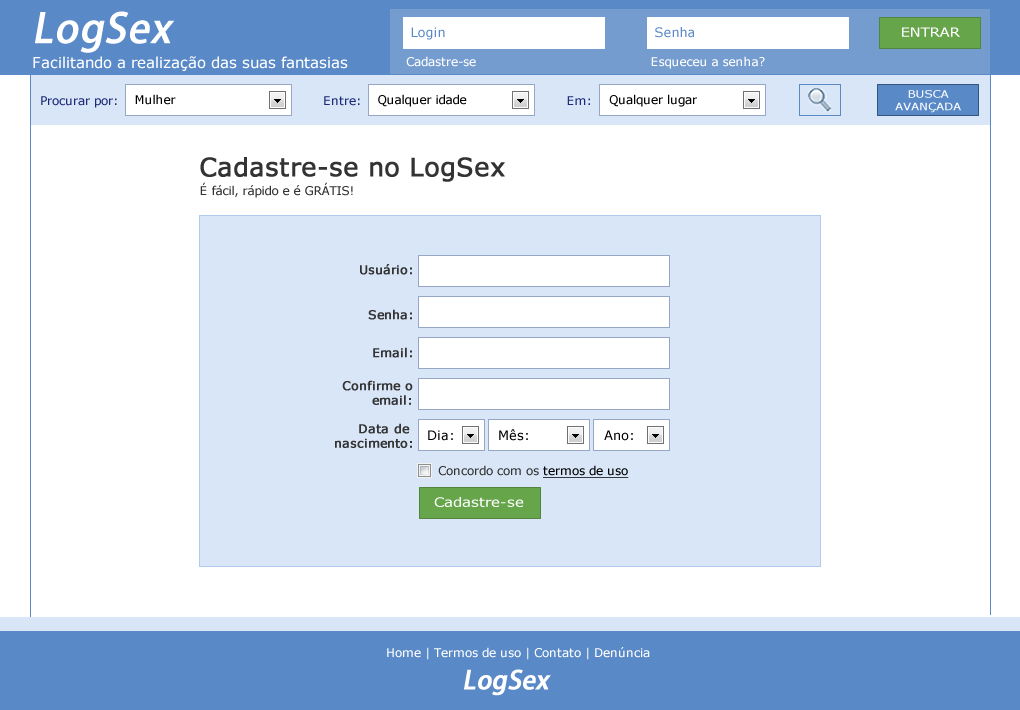 LogSex
Facilitando a realização das suas fantasias
Login
Senha
ENTRAR
Cadastre-se
Esqueceu a senha?
Procurar por:
Mulher
Entre:
Qualquer idade
Em:
Qualquer lugar
BUSCA
AVANÇADA
Cadastre-se no LogSex
É fácil, rápido e é GRÁTIS!
Usuário:
Senha:
Email:
Confirme o
email:
Data de
nascimento:
Dia:
Mês:
Ano:
Concordo com os termos de uso
Cadastre-se
Home | Termos de uso | Contato | Denúncia
LogSex